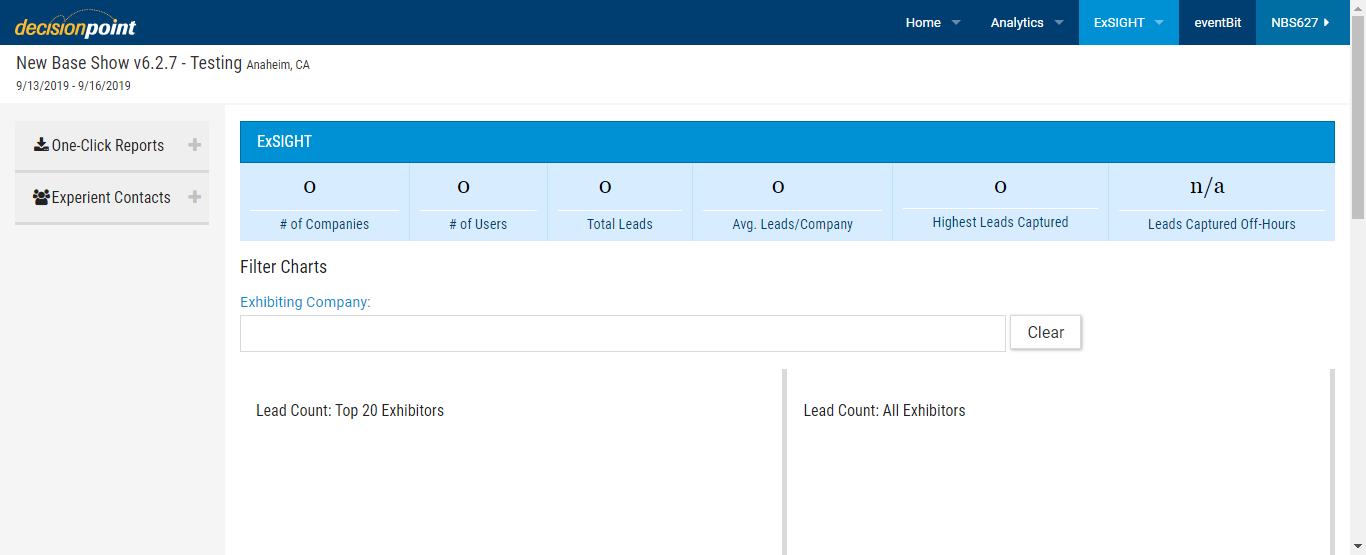 decisionpoint
Home Analytics ExSIGHT eventBit NBS627
New Base Show v6.2.7 - Testing Anaheim, CA
9/13/2019 - 9/16/2019
One-Click Reports
Experient Contacts
ExSIGHT
0 0 0 0 0 n/a
# of Companies # of Users Total Leads Avg. Leads/Company Highest Leads Captured Leads Captured Off-Hours
Filter Charts
Exhibiting Company:
Clear
Lead Count: Top 20 Exhibitors Lead Count: All Exhibitors